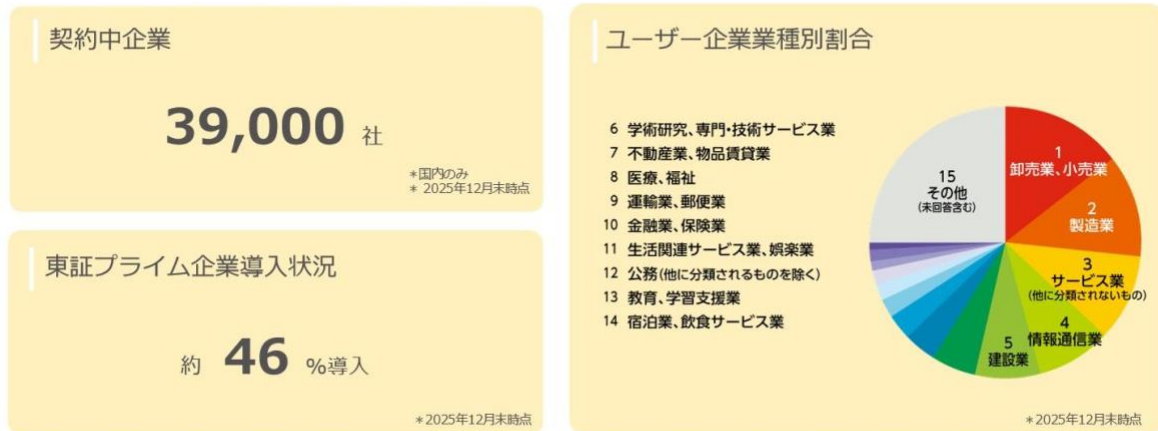 契約中企業
39,000 社
*国内のみ
* 2025年12月末時点
東証プライム企業導入状況
約 46 %導入
*2025年12月末時点
ユーザー企業業種別割合
6 学術研究、専門・技術サービス業
7 不動産業、物品賃貸業
8 医療、福祉
9 運輸業、郵便業
10 金融業、保険業
11 生活関連サービス業、娯楽業
12 公務(他に分類されるものを除く)
13 教育、学習支援業
14 宿泊業、飲食サービス業
1
卸売業、小売業
2
製造業
3
サービス業
(他に分類されないもの)
4
情報通信業
5
建設業
15
その他
(未回答含む)
*2025年12月末時点